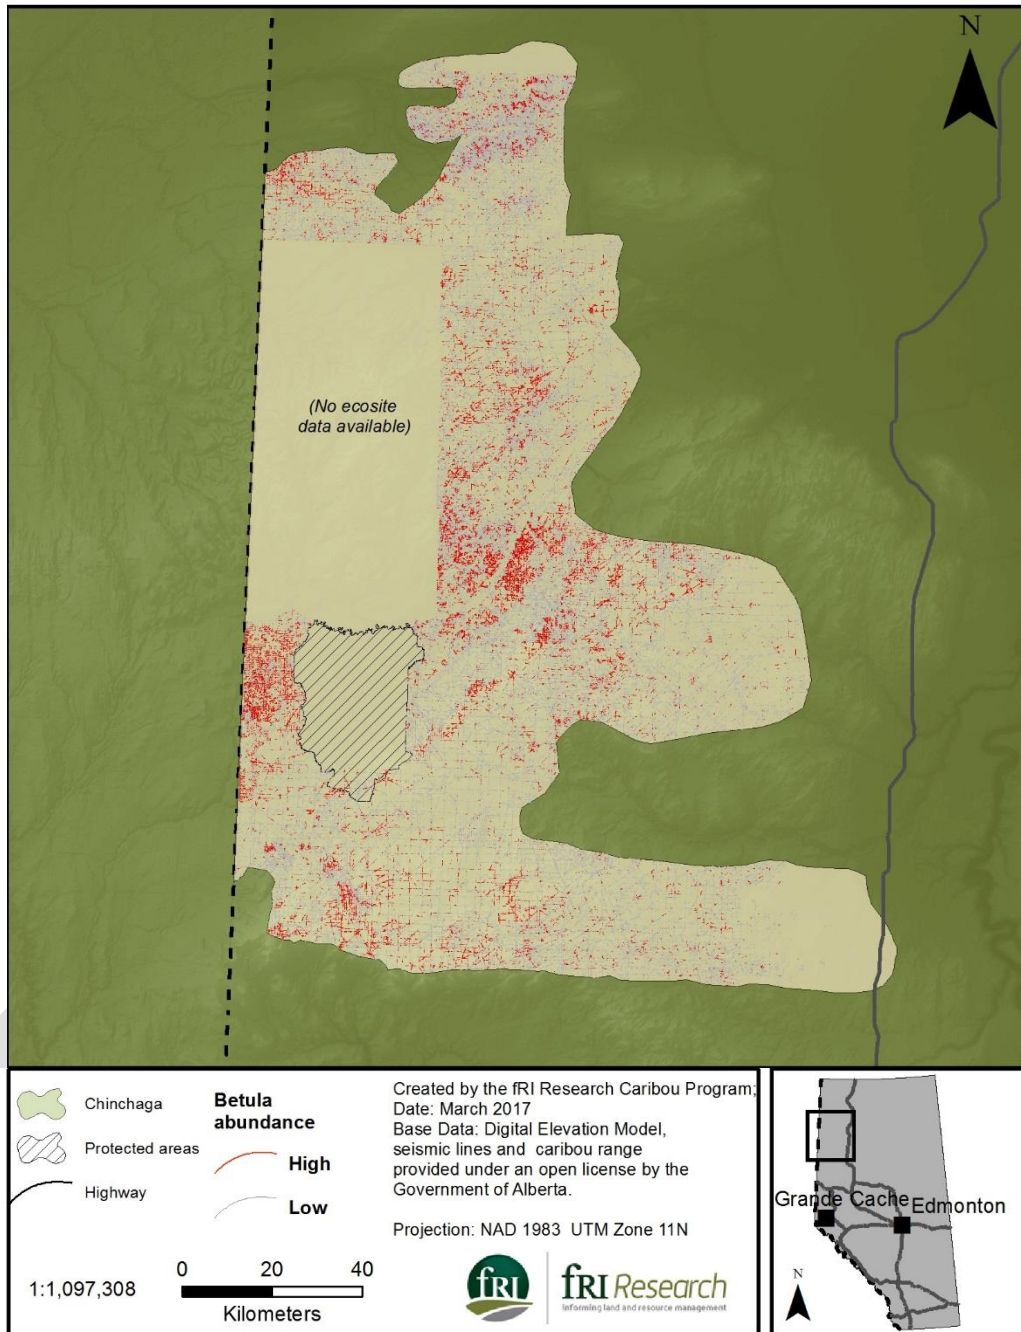 N
(No ecosite
data available)
Chinchaga
Protected areas
Highway
Betula
abundance
High
Low
Created by the fRI Research Caribou Program;
Date: March 2017
Base Data: Digital Elevation Model,
seismic lines and caribou range
provided under an open license by the
Government of Alberta.
Projection: NAD 1983 UTM Zone 11N
1:1,097,308
0 20 40
Kilometers
fRI
fRI Research
Informing land and resource management
Grande Cache
Edmonton
N